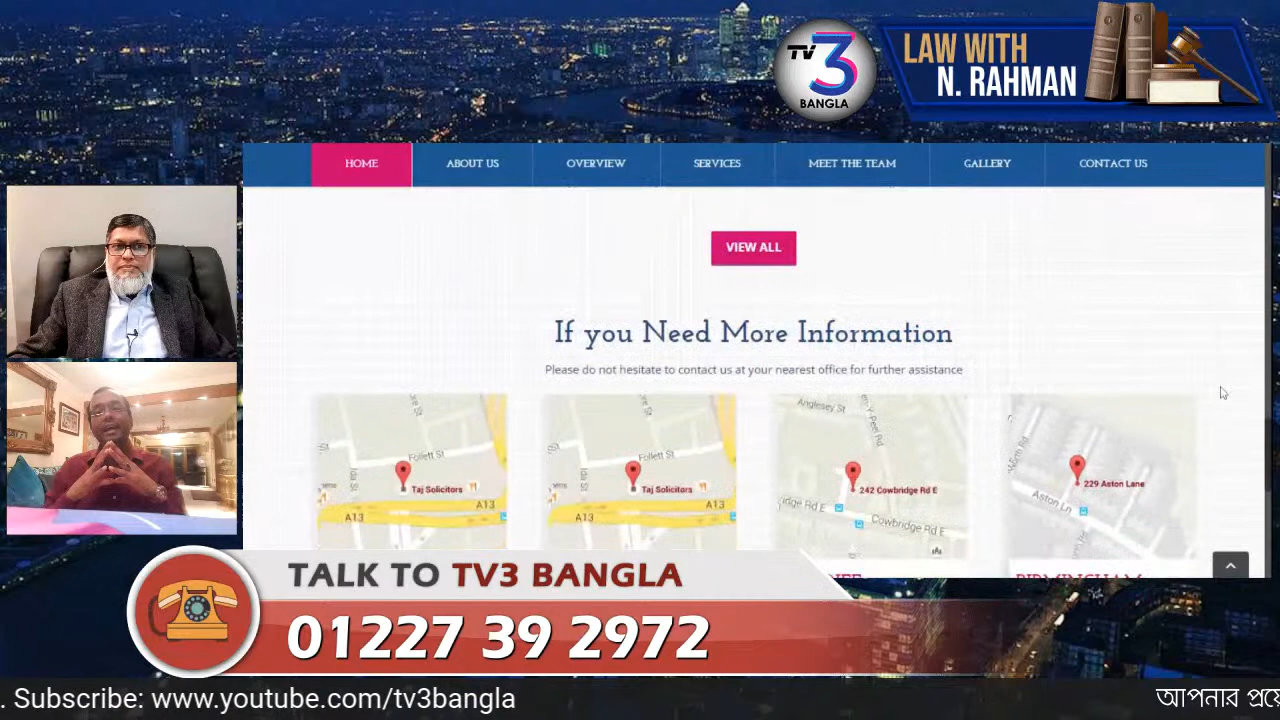 TV3
BANGLA
LAW WITH
N. RAHMAN
HOME
ABOUT US
OVERVIEW
SERVICES
MEET THE TEAM
GALLERY
CONTACT US
VIEW ALL
If you Need More Information
Please do not hesitate to contact us at your nearest office for further assistance
Follett St
Taj Solicitors
A13
A13
Follett St
Taj Solicitors
A13
A13
Anglesey St
242 Cowbridge Rd E
Cowbridge Rd E
229 Aston Lane
Aston Ln
BIRMINGHAM
TALK TO TV3 BANGLA
01227 39 2972
. Subscribe: www.youtube.com/tv3bangla
আপনার